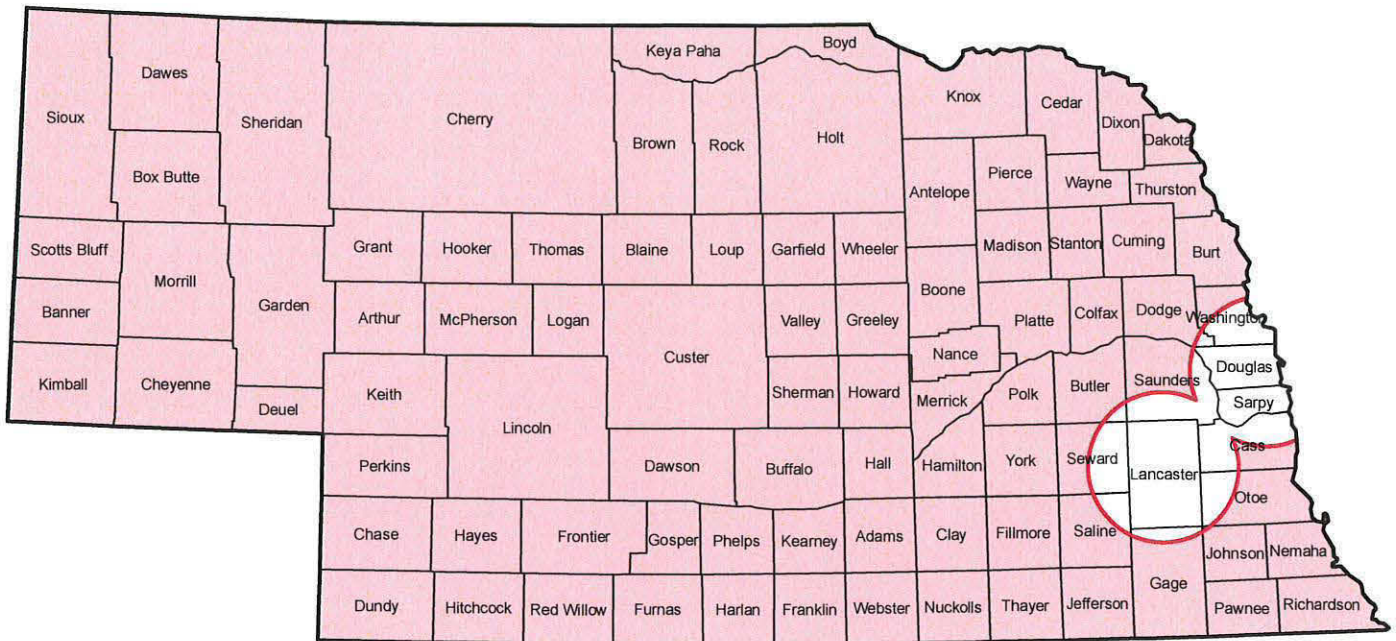 Keya Paha
Boyd
Dawes
Knox
Cedar
Sioux
Sheridan
Cherry
Dixon
Brown
Rock
Holt
Dakota
Box Butte
Pierce
Wayne
Antelope
Thurston
Scotts Bluff
Grant
Hooker
Thomas
Blaine
Loup
Garfield
Wheeler
Madison
Stanton
Cuming
Burt
Morrill
Garden
Boone
Banner
Arthur
McPherson
Logan
Valley
Greeley
Platte
Colfax
Dodge
Washington
Custer
Nance
Douglas
Kimball
Cheyenne
Keith
Sherman
Howard
Merrick
Polk
Butler
Saunders
Deuel
Sarpy
Lincoln
Perkins
Dawson
Buffalo
Hall
Hamilton
York
Seward
Lancaster
Cass
Otoe
Chase
Hayes
Frontier
Gosper
Phelps
Kearney
Adams
Clay
Fillmore
Saline
Johnson
Nemaha
Gage
Dundy
Hitchcock
Red Willow
Furnas
Harlan
Franklin
Webster
Nuckolls
Thayer
Jefferson
Pawnee
Richardson